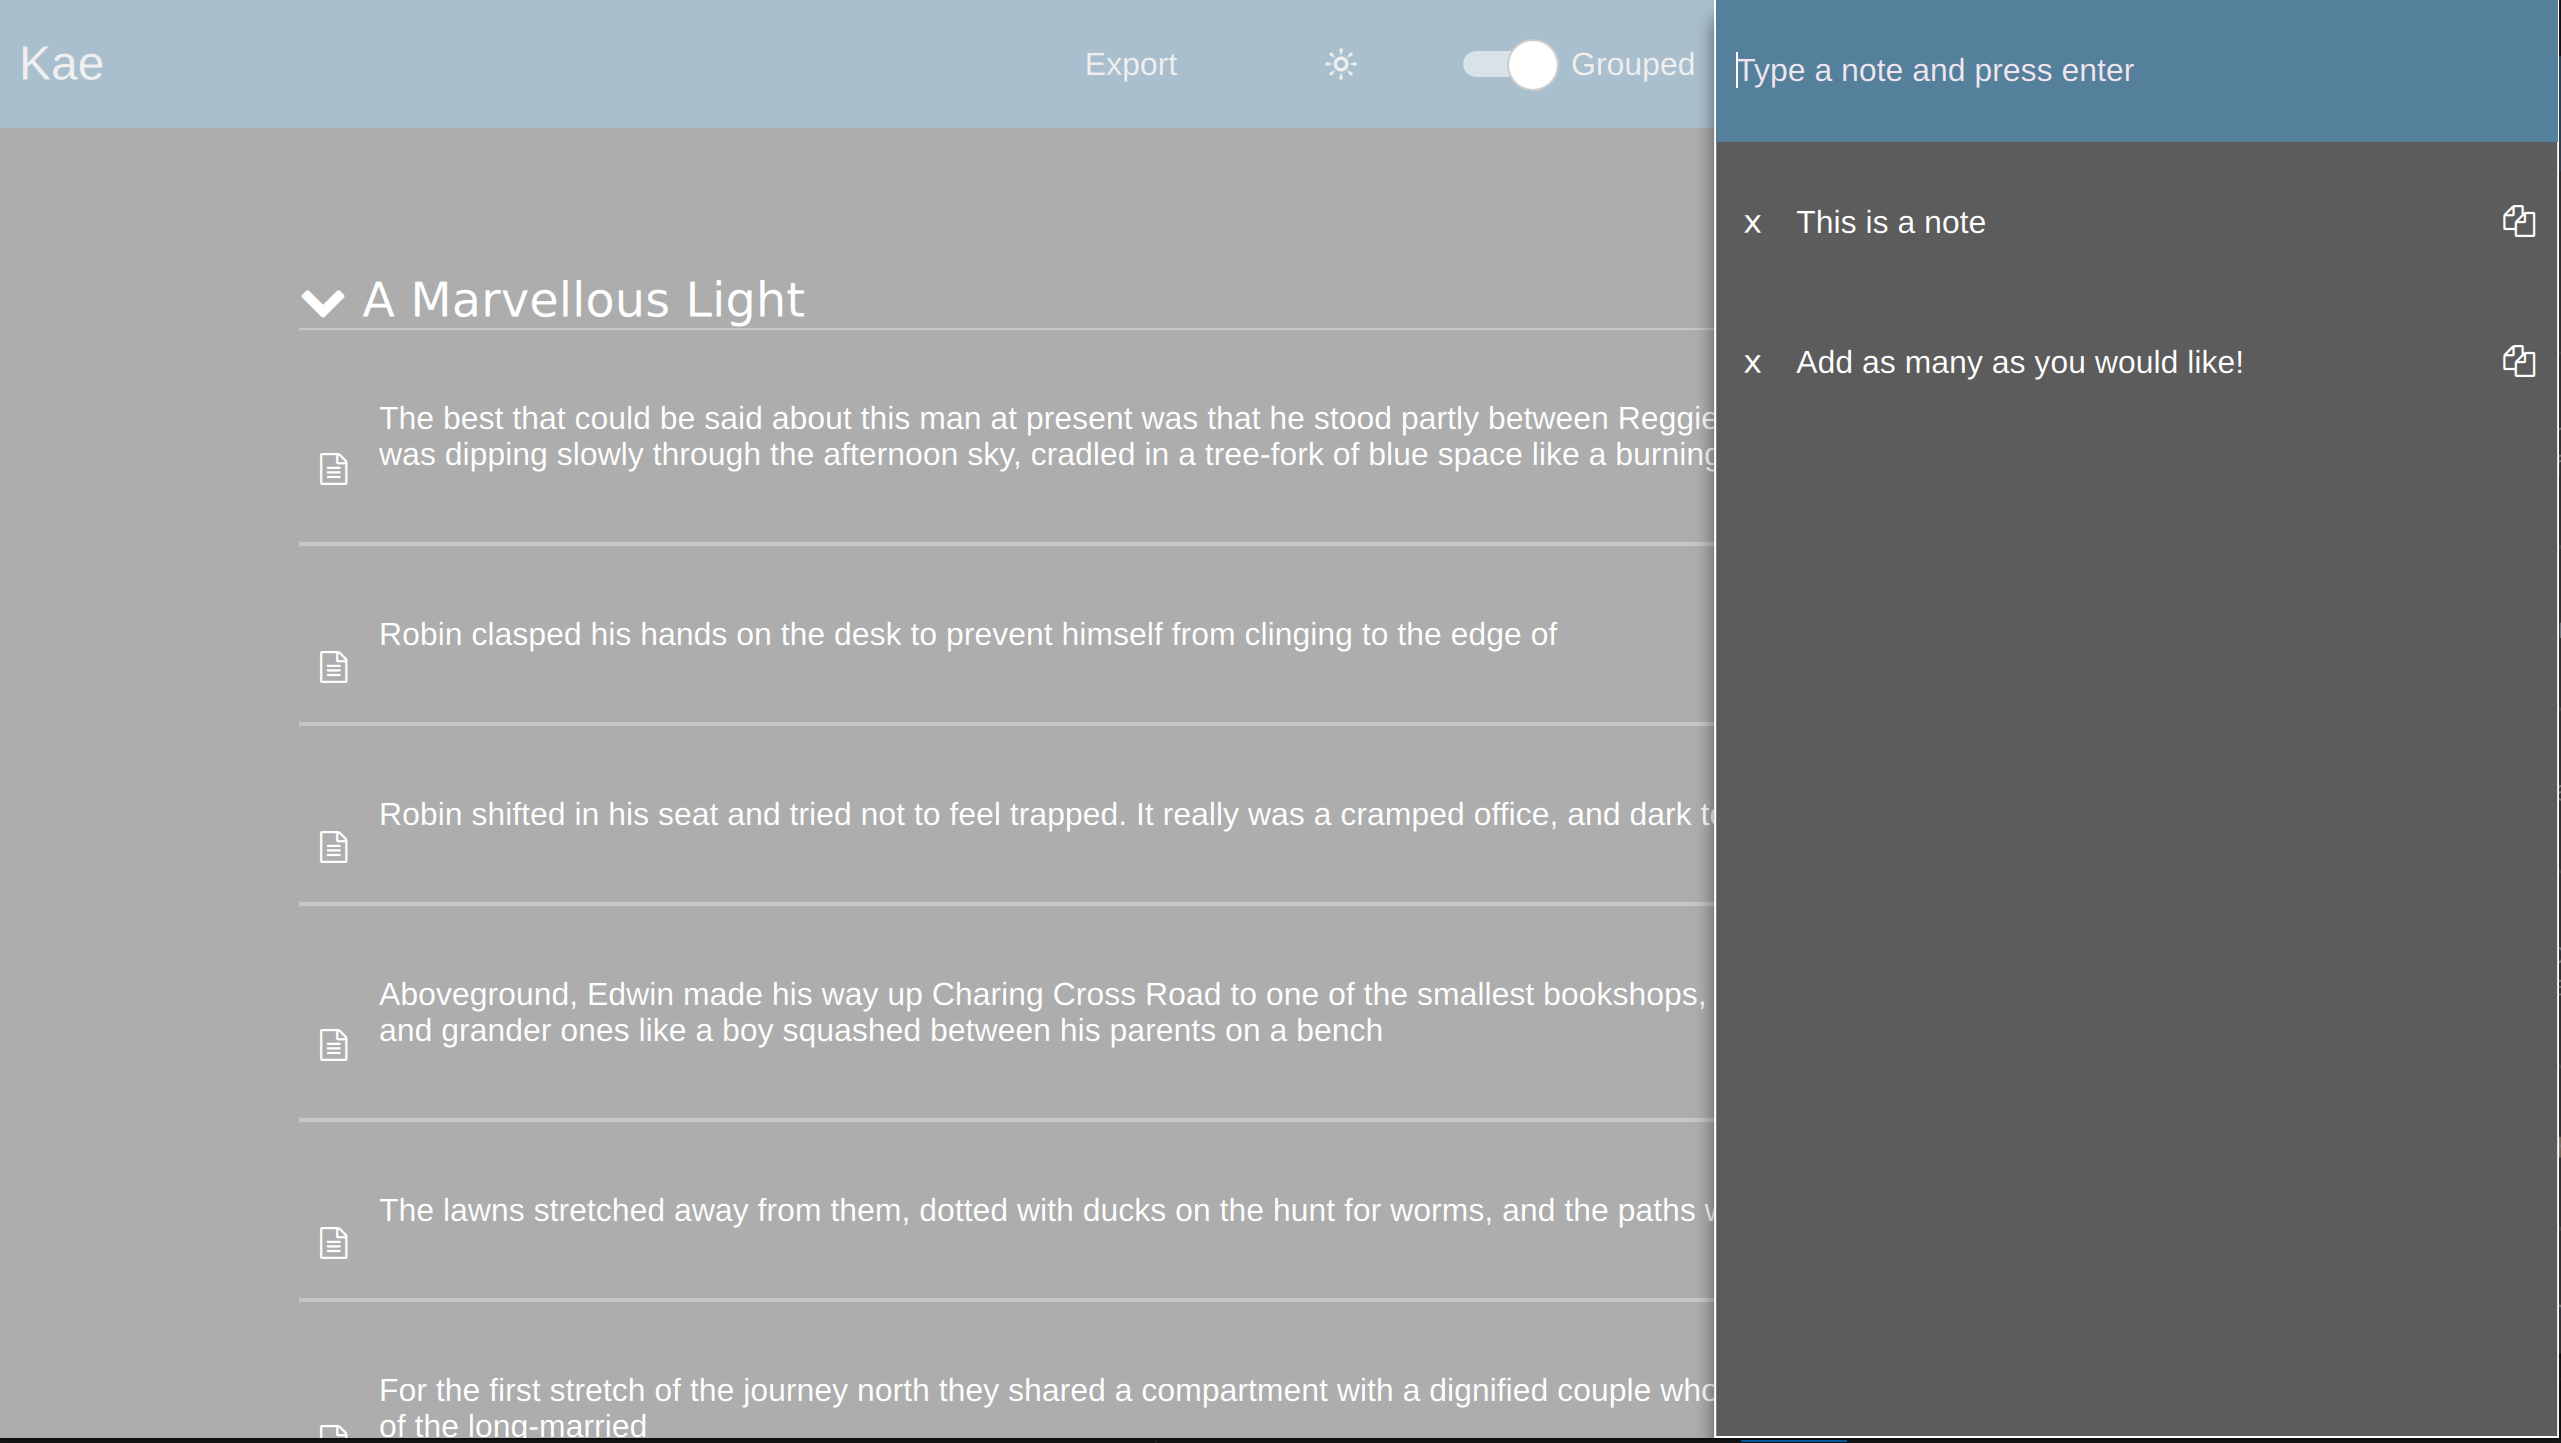 Kae
Export
Grouped
A Marvellous Light
The best that could be said about this man at present was that he stood partly between Reggie
was dipping slowly through the afternoon sky, cradled in a tree-fork of blue space like a burning
Robin clasped his hands on the desk to prevent himself from clinging to the edge of
Robin shifted in his seat and tried not to feel trapped. It really was a cramped office, and dark
Aboveground, Edwin made his way up Charing Cross Road to one of the smallest bookshops,
and grander ones like a boy squashed between his parents on a bench
The lawns stretched away from them, dotted with ducks on the hunt for worms, and the paths
For the first stretch of the journey north they shared a compartment with a dignified couple who
of the long-married
Type a note and press enter
x This is a note
x Add as many as you would like!